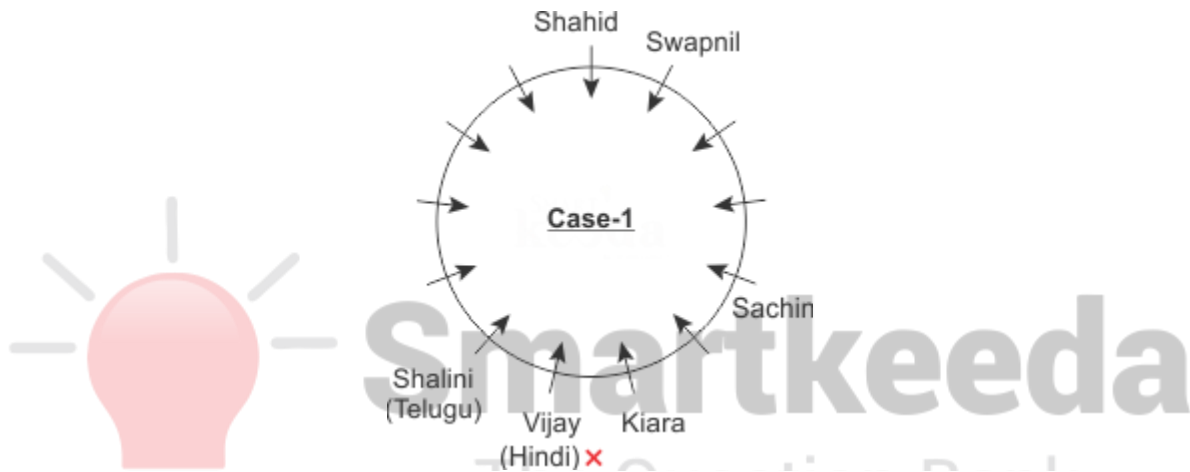 Shahid
Swapnil
Case-1
Sachin
Smartkeeda
Shalini
(Telugu)
Vijay
Kiara
(Hindi) ×